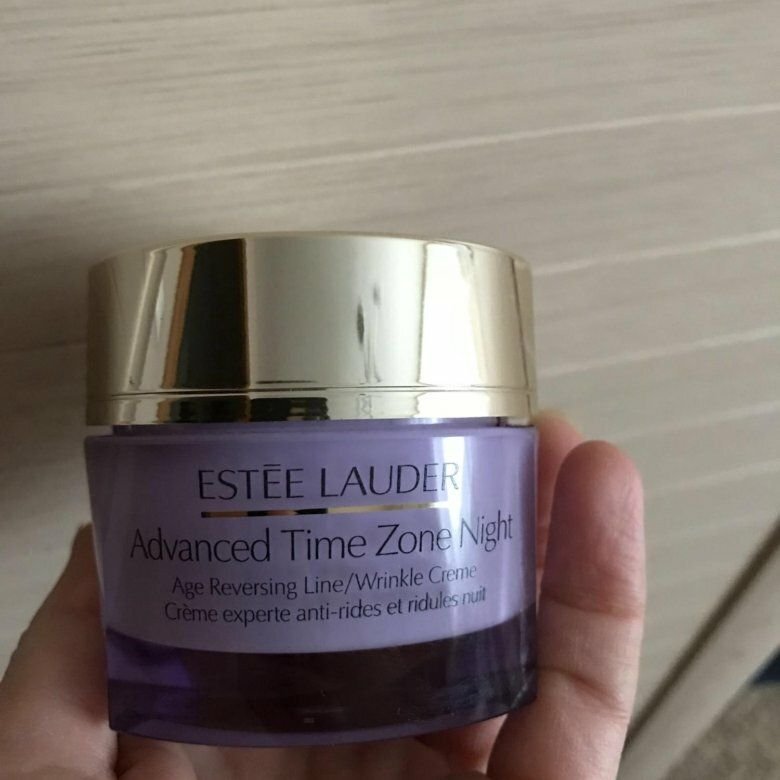 ESTĒE LAUDER
Advanced Time Zone Night
Age Reversing Line/Wrinkle Creme
Crème experte anti-rides et ridules nuit